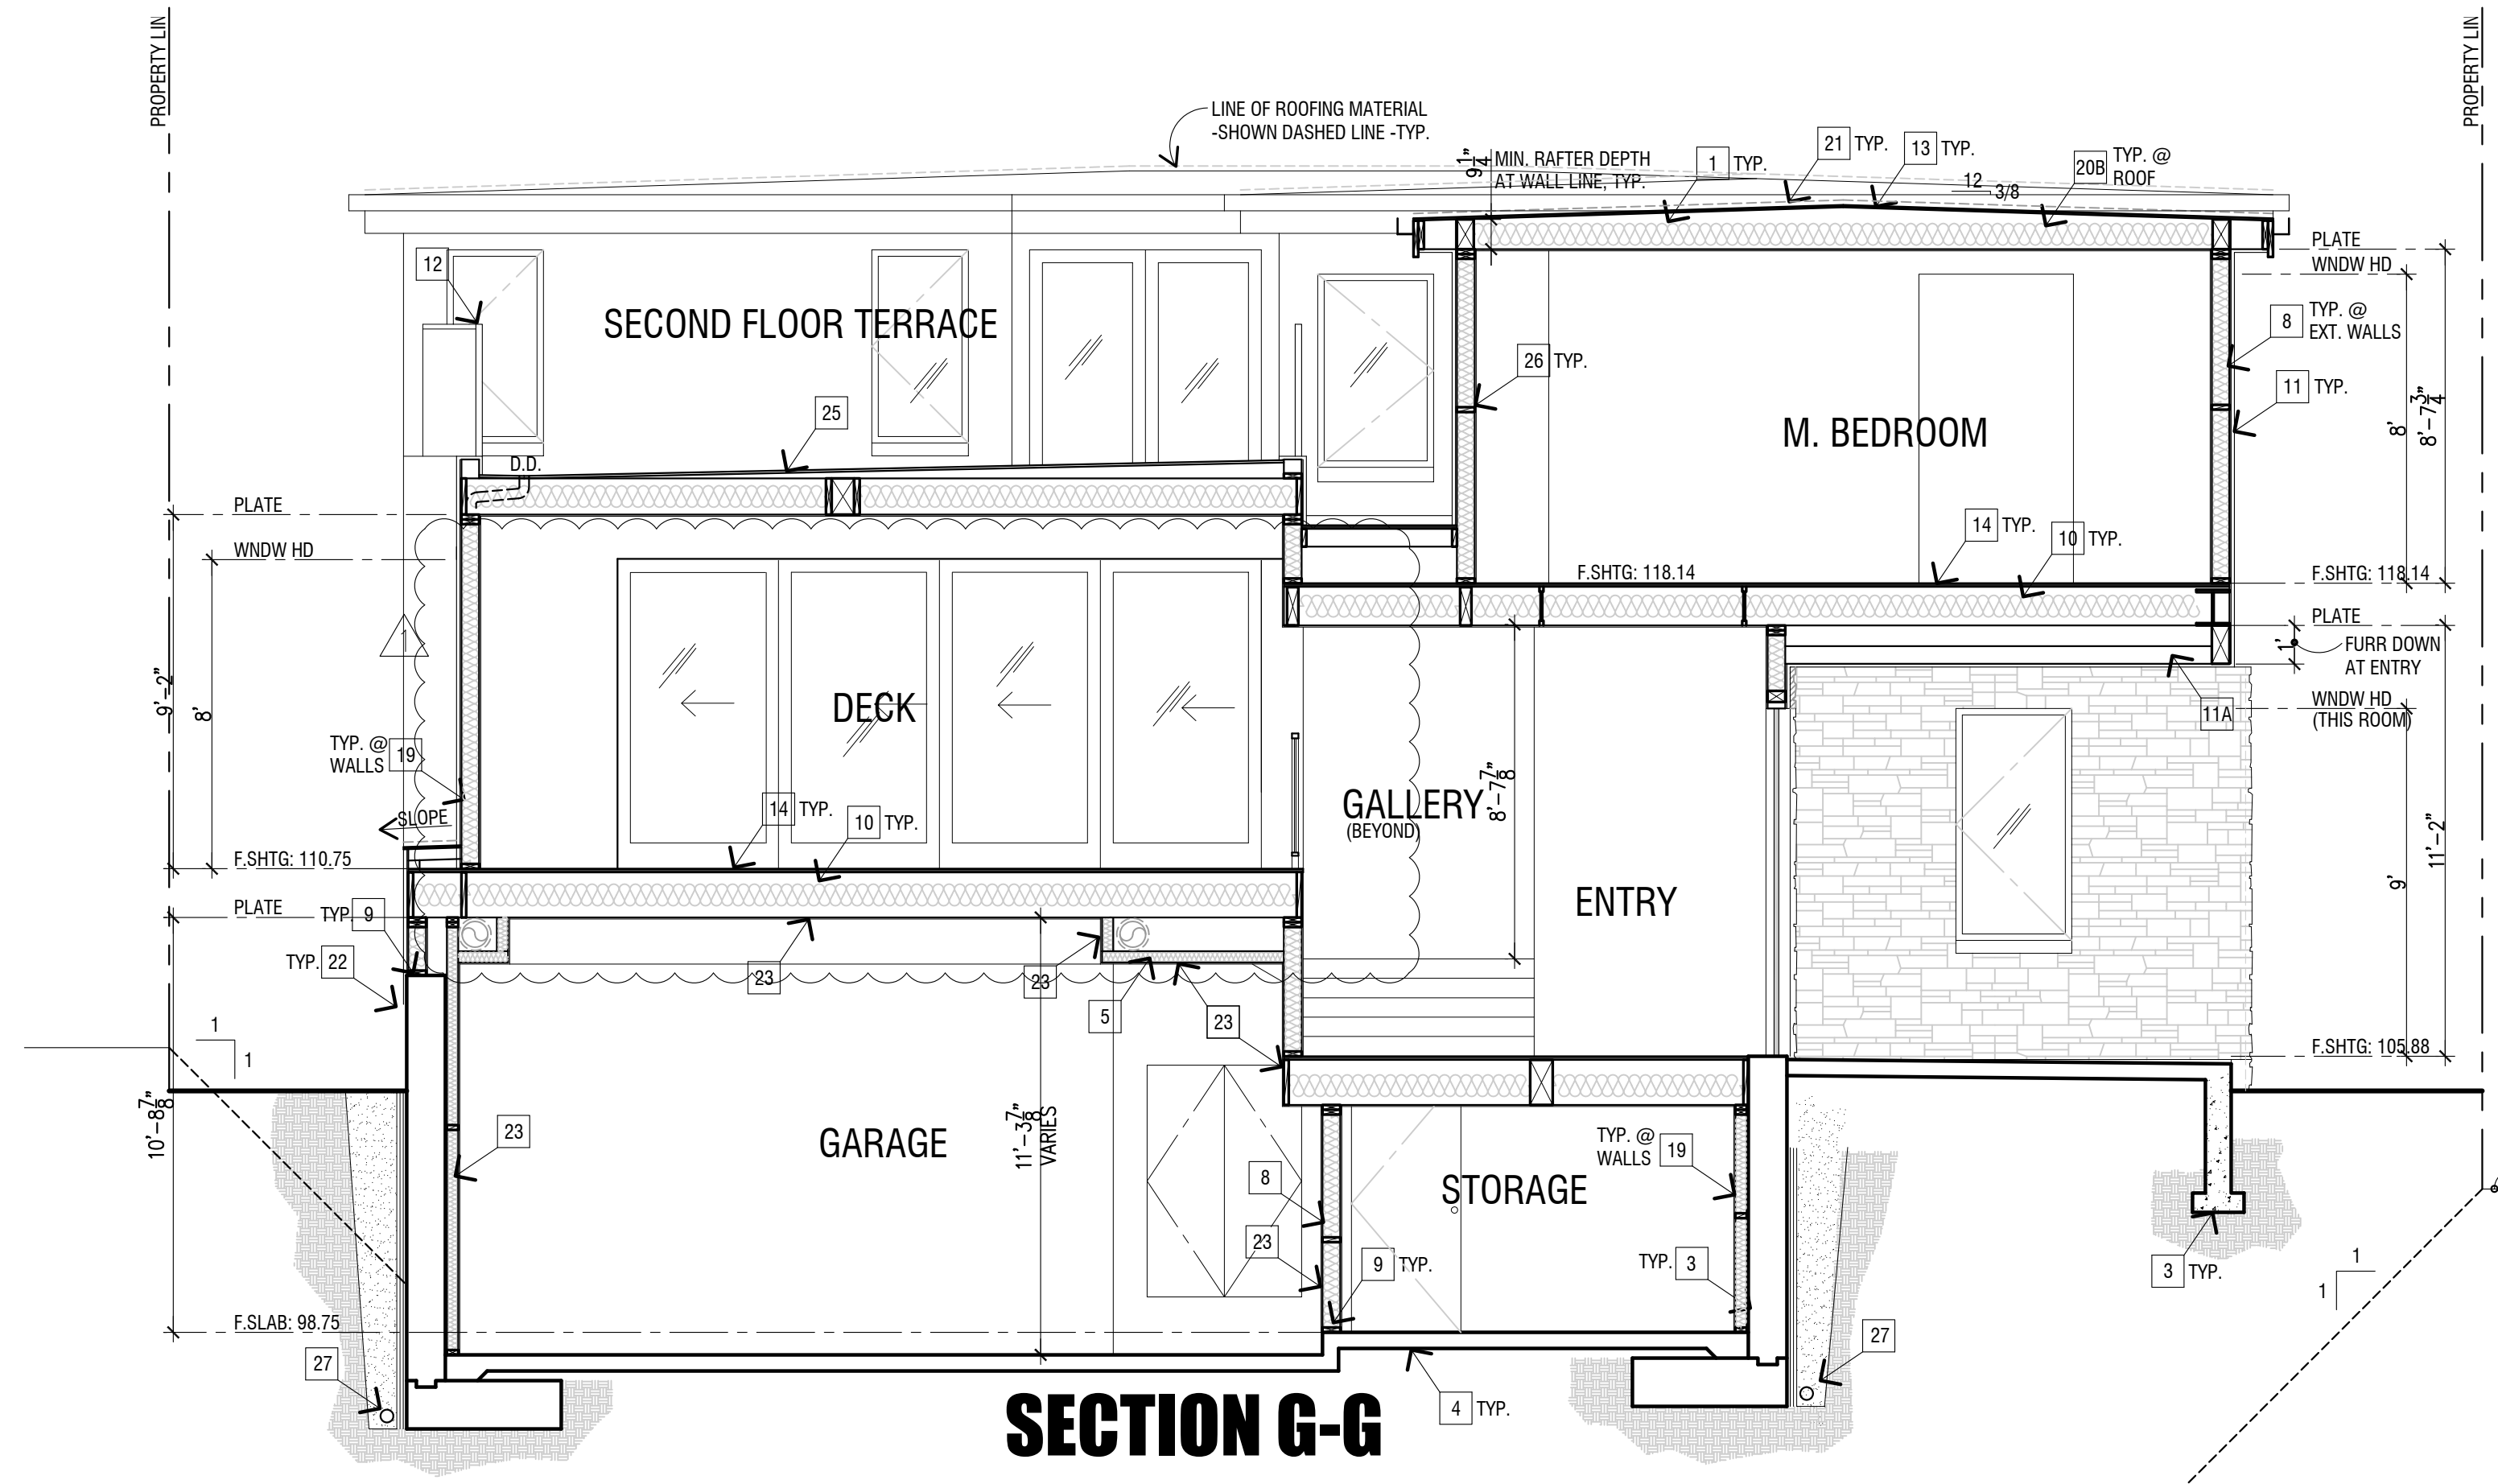 PROPERTY LIN
PROPERTY LIN
LINE OF ROOFING MATERIAL
-SHOWN DASHED LINE -TYP.
9 1/4"
MIN. RAFTER DEPTH
AT WALL LINE, TYP.
1 TYP.
21 TYP.
13 TYP.
20B TYP. @
ROOF
12
3/8
12
SECOND FLOOR TERRACE
PLATE
WNDW HD
8 TYP. @
EXT. WALLS
26 TYP.
11 TYP.
25
M. BEDROOM
8'
8'-7 3/4"
D.D.
PLATE
WNDW HD
14 TYP.
10 TYP.
F.SHTG: 118.14
F.SHTG: 118.14
PLATE
1'
FURR DOWN
AT ENTRY
1
9'-2"
8'
DECK
11A
WNDW HD
(THIS ROOM)
TYP. @
WALLS
19
14 TYP.
10 TYP.
GALLERY
(BEYOND)
8'-7 7/8"
SLOPE
F.SHTG: 110.75
11'-2"
9'
PLATE
TYP. 9
ENTRY
TYP. 22
23
23
5
23
1
1
F.SHTG: 105.88
10'-8 7/8"
23
GARAGE
11'-3 7/8"
VARIES
TYP. @
WALLS
19
8
STORAGE
23
9 TYP.
TYP. 3
3 TYP.
1
1
F.SLAB: 98.75
27
27
4 TYP.
SECTION G-G